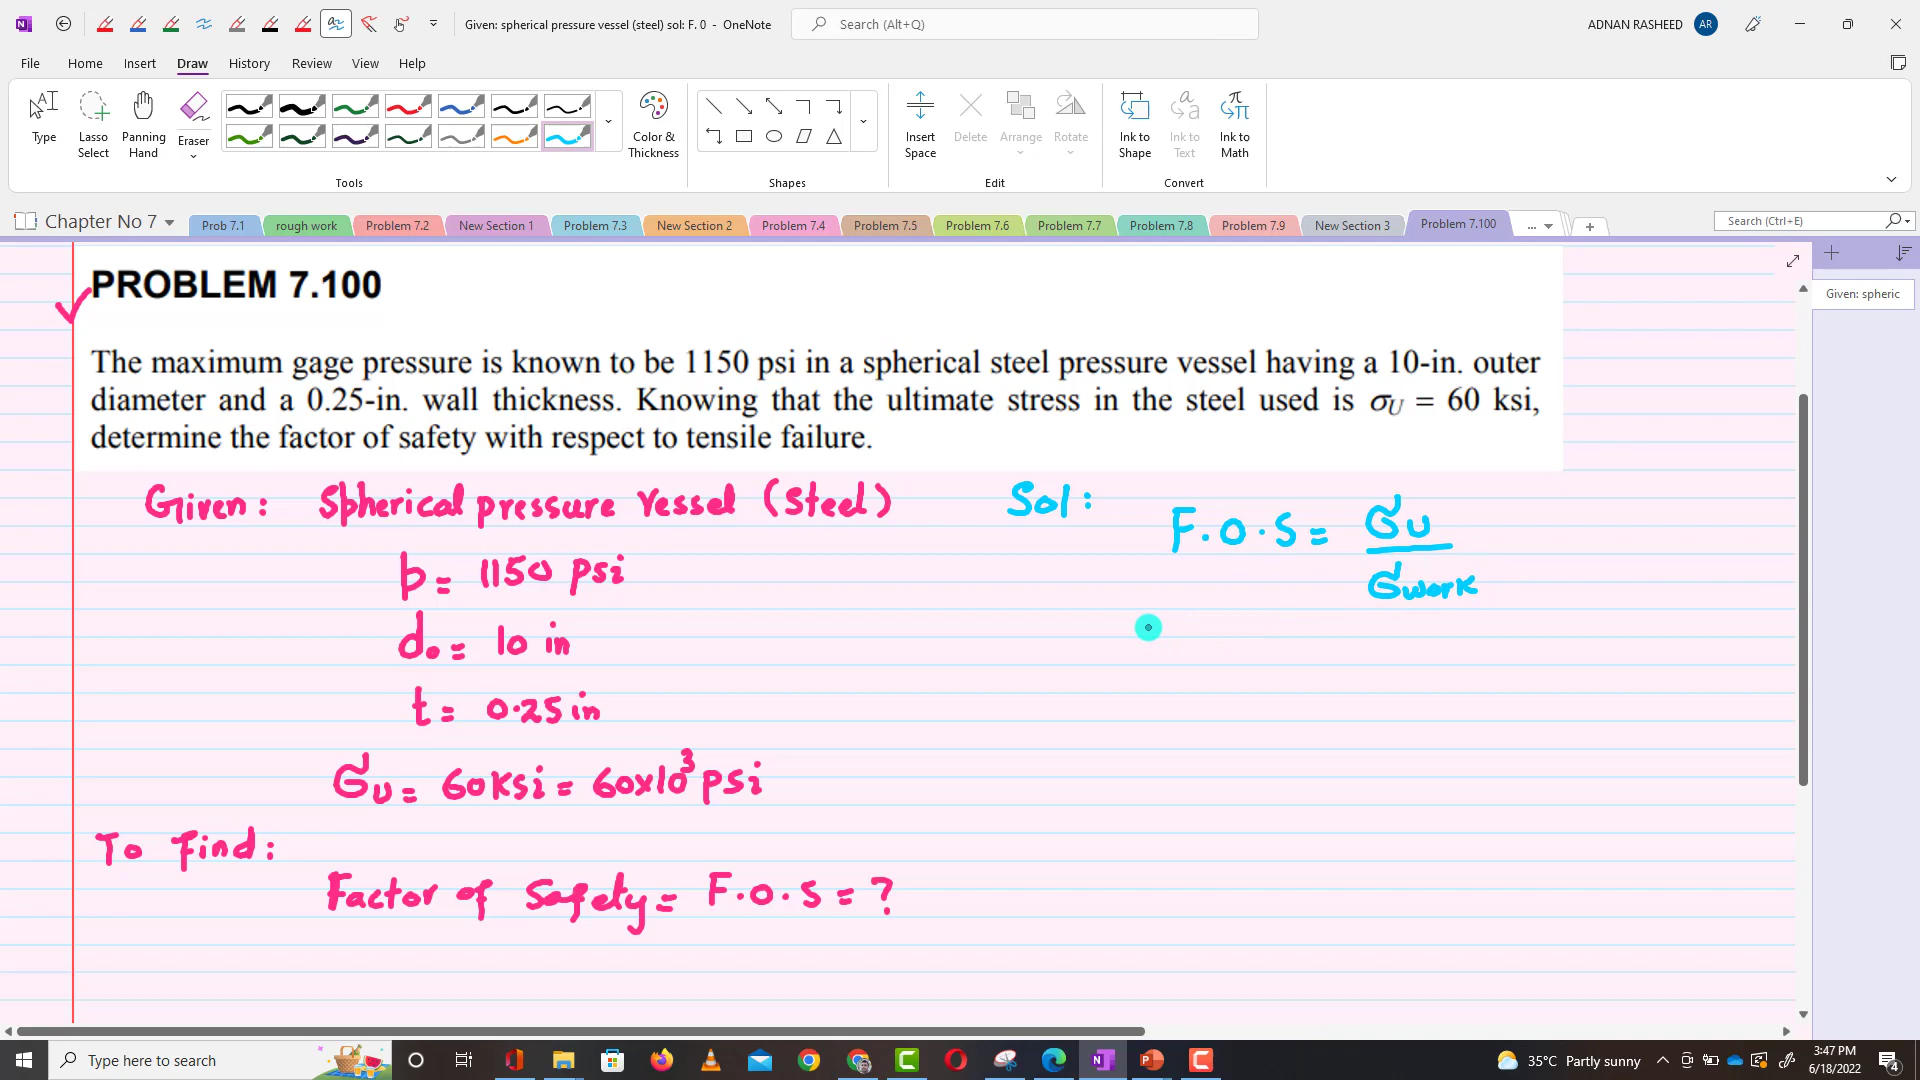 Given: spherical pressure vessel (steel) sol: F. 0 - OneNote
Search (Alt+Q)
ADNAN RASHEED
AR
File Home Insert Draw History Review View Help
Type
Lasso Select
Panning Hand
Eraser
Color & Thickness
Insert Space
Delete
Arrange
Rotate
Ink to Shape
Ink to Text
Ink to Math
Tools
Shapes
Edit
Convert
Chapter No 7
Prob 7.1
rough work
Problem 7.2
New Section 1
Problem 7.3
New Section 2
Problem 7.4
Problem 7.5
Problem 7.6
Problem 7.7
Problem 7.8
Problem 7.9
New Section 3
Problem 7.100
...
Search (Ctrl+E)
Given: spheric
PROBLEM 7.100
The maximum gage pressure is known to be 1150 psi in a spherical steel pressure vessel having a 10-in. outer
diameter and a 0.25-in. wall thickness. Knowing that the ultimate stress in the steel used is σU = 60 ksi,
determine the factor of safety with respect to tensile failure.
Given: Spherical pressure vessel (steel)
p = 1150 psi
do = 10 in
t = 0.25 in
σU = 60 ksi = 60x10³ psi
To Find:
Factor of Safety = F.O.S = ?
Sol:
F.O.S = σU
σwork
Type here to search
35°C Partly sunny
3:47 PM
6/18/2022
4